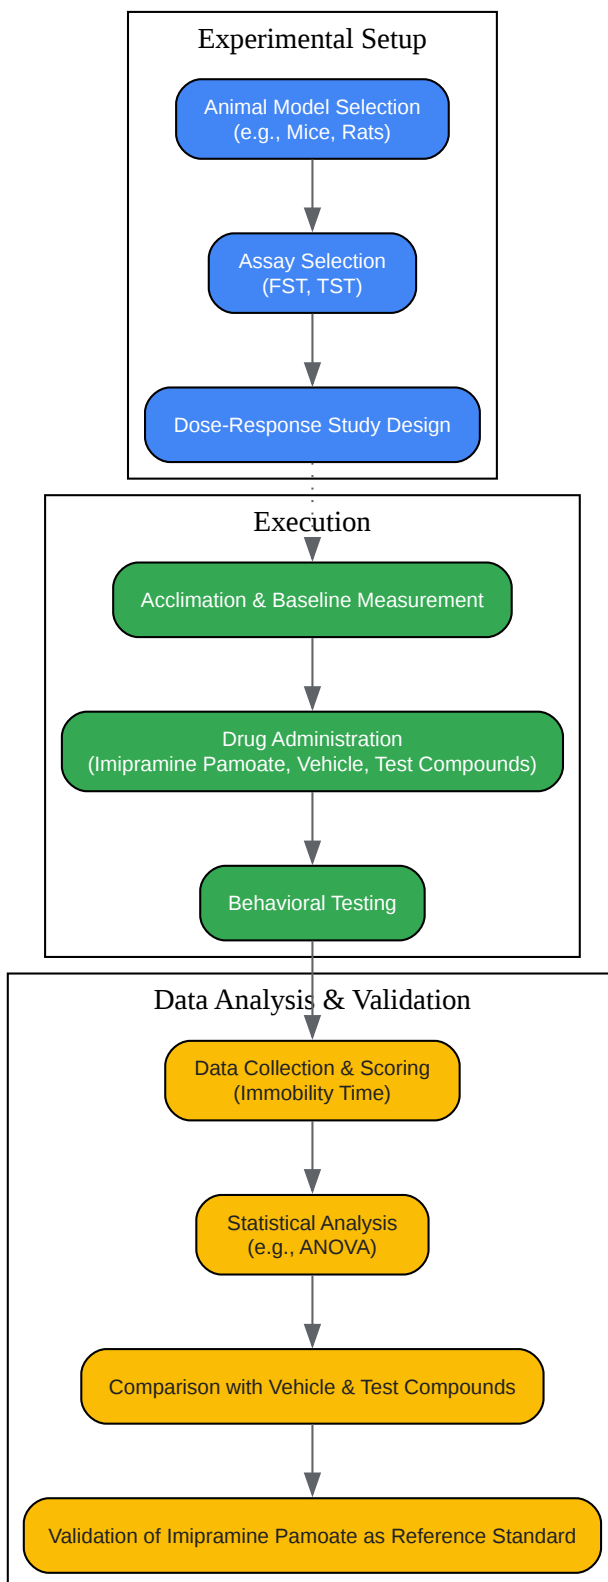 Experimental Setup
Animal Model Selection
(e.g., Mice, Rats)
Assay Selection
(FST, TST)
Dose-Response Study Design
Execution
Acclimation & Baseline Measurement
Drug Administration
(Imipramine Pamoate, Vehicle, Test Compounds)
Behavioral Testing
Data Analysis & Validation
Data Collection & Scoring
(Immobility Time)
Statistical Analysis
(e.g., ANOVA)
Comparison with Vehicle & Test Compounds
Validation of Imipramine Pamoate as Reference Standard